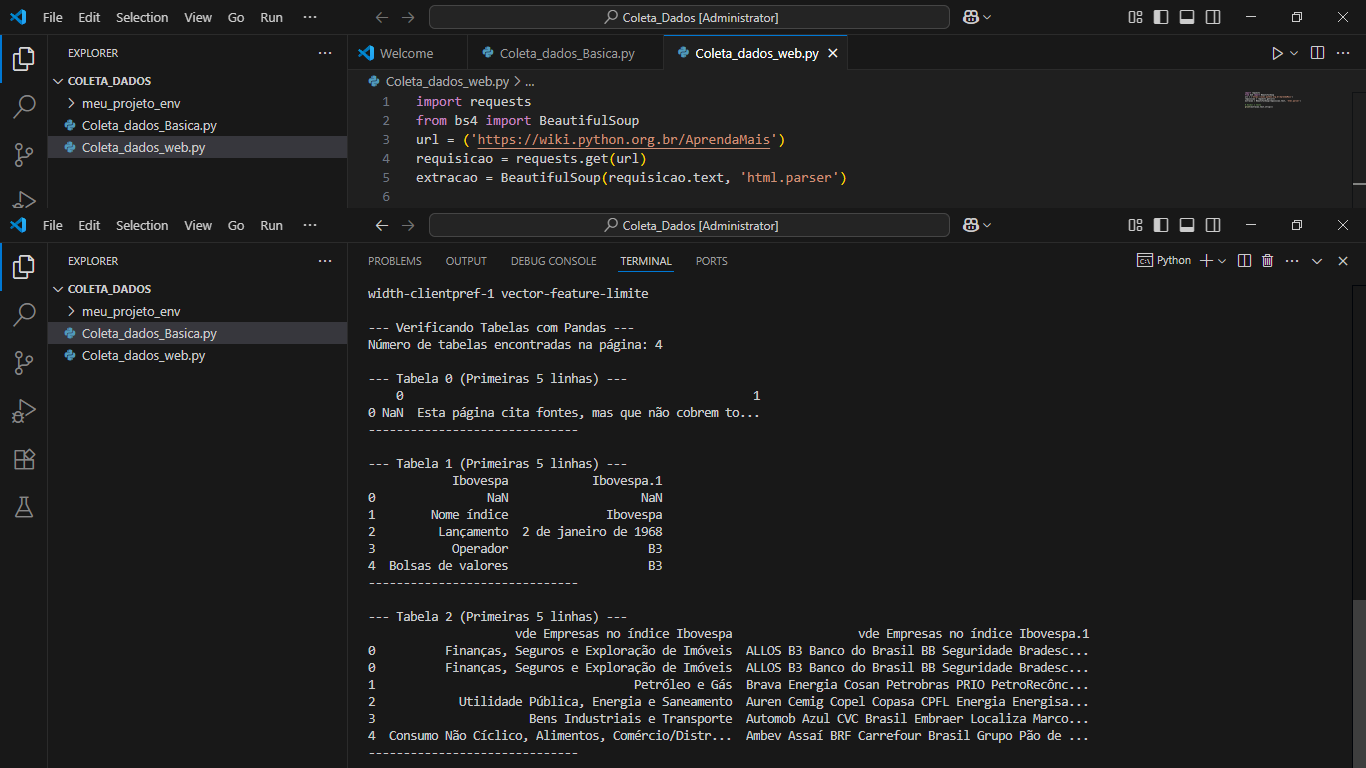 File Edit Selection View Go Run ··· Coleta_Dados [Administrator]
EXPLORER ···
COLETA_DADOS
meu_projeto_env
Coleta_dados_Basica.py
Coleta_dados_web.py
Welcome Coleta_dados_Basica.py Coleta_dados_web.py
Coleta_dados_web.py > ...
1 import requests
2 from bs4 import BeautifulSoup
3 url = ('https://wiki.python.org.br/AprendaMais')
4 requisicao = requests.get(url)
5 extracao = BeautifulSoup(requisicao.text, 'html.parser')
6
File Edit Selection View Go Run ··· Coleta_Dados [Administrator]
EXPLORER ···
COLETA_DADOS
meu_projeto_env
Coleta_dados_Basica.py
Coleta_dados_web.py
PROBLEMS OUTPUT DEBUG CONSOLE TERMINAL PORTS Python
width-clientpref-1 vector-feature-limite
--- Verificando Tabelas com Pandas ---
Número de tabelas encontradas na página: 4
--- Tabela 0 (Primeiras 5 linhas) ---
0 1
0 NaN Esta página cita fontes, mas que não cobrem to...
------------------------------
--- Tabela 1 (Primeiras 5 linhas) ---
Ibovespa Ibovespa.1
0 NaN NaN
1 Nome índice Ibovespa
2 Lançamento 2 de janeiro de 1968
3 Operador B3
4 Bolsas de valores B3
------------------------------
--- Tabela 2 (Primeiras 5 linhas) ---
vde Empresas no índice Ibovespa vde Empresas no índice Ibovespa.1
0 Finanças, Seguros e Exploração de Imóveis ALLOS B3 Banco do Brasil BB Seguridade Bradesc...
0 Finanças, Seguros e Exploração de Imóveis ALLOS B3 Banco do Brasil BB Seguridade Bradesc...
1 Petróleo e Gás Brava Energia Cosan Petrobras PRIO PetroRecônc...
2 Utilidade Pública, Energia e Saneamento Auren Cemig Copel Copasa CPFL Energia Energisa...
3 Bens Industriais e Transporte Automob Azul CVC Brasil Embraer Localiza Marco...
4 Consumo Não Cíclico, Alimentos, Comércio/Distr... Ambev Assaí BRF Carrefour Brasil Grupo Pão de ...
------------------------------